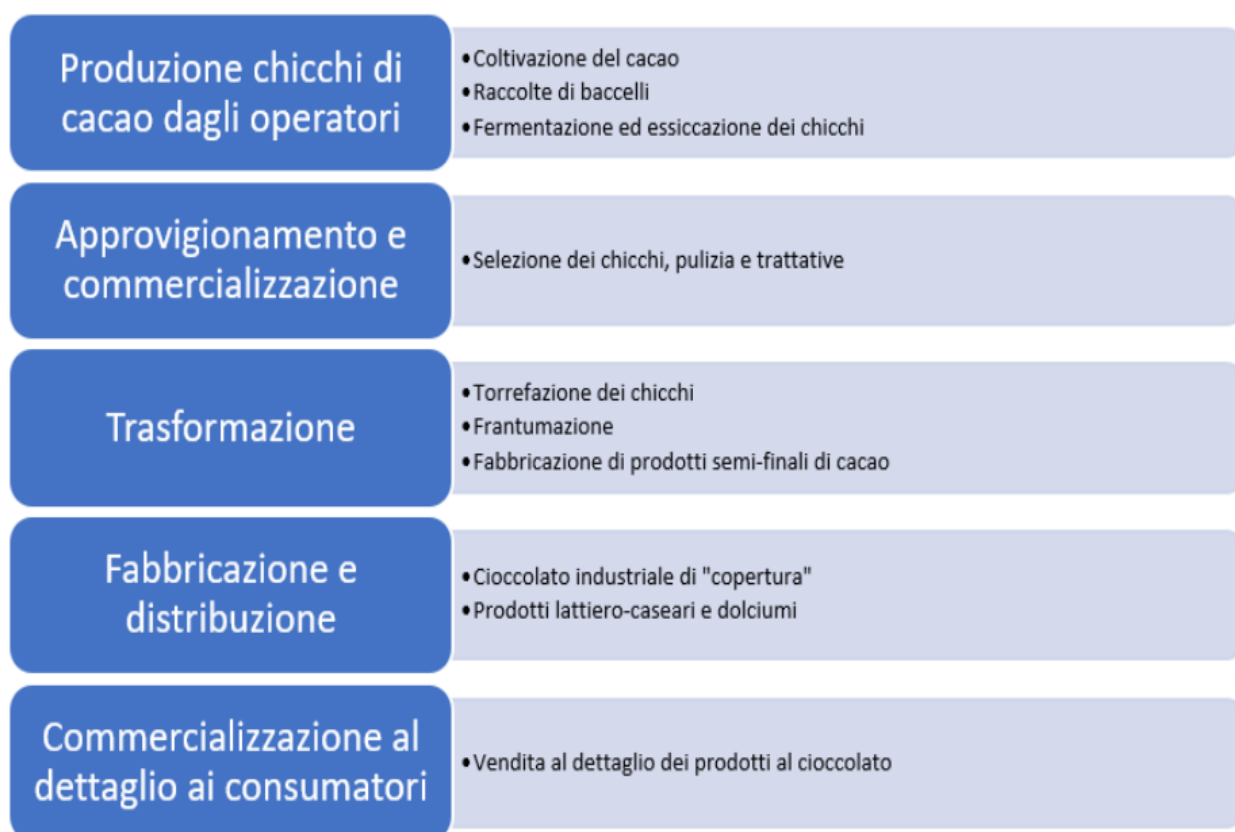 Produzione chicchi di
cacao dagli operatori
•Coltivazione del cacao
•Raccolte di baccelli
•Fermentazione ed essiccazione dei chicchi
Approvigionamento e
commercializzazione
•Selezione dei chicchi, pulizia e trattative
Trasformazione
•Torrefazione dei chicchi
•Frantumazione
•Fabbricazione di prodotti semi-finali di cacao
Fabbricazione e
distribuzione
•Cioccolato industriale di "copertura"
•Prodotti lattiero-caseari e dolciumi
Commercializzazione al
dettaglio ai consumatori
•Vendita al dettaglio dei prodotti al cioccolato